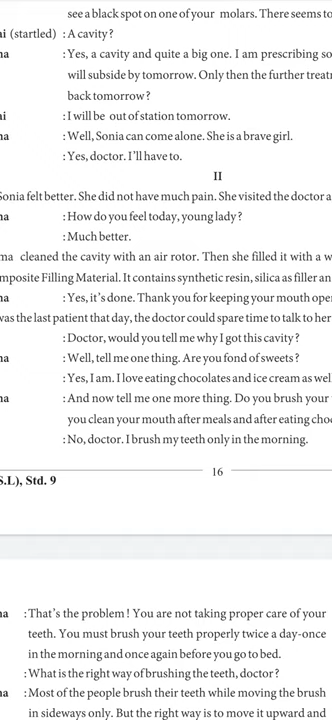 see a black spot on one of your molars. There seems to
ai (startled) : A cavity?
na : Yes, a cavity and quite a big one. I am prescribing so
will subside by tomorrow. Only then the further treat
back tomorrow?
ai : I will be out of station tomorrow.
na : Well, Sonia can come alone. She is a brave girl.
: Yes, doctor. I'll have to.
II
Sonia felt better. She did not have much pain. She visited the doctor a
na : How do you feel today, young lady?
: Much better.
ma cleaned the cavity with an air rotor. Then she filled it with a w
mposite Filling Material. It contains synthetic resin, silica as filler an
na : Yes, it's done. Thank you for keeping your mouth ope
was the last patient that day, the doctor could spare time to talk to her
: Doctor, would you tell me why I got this cavity?
na : Well, tell me one thing. Are you fond of sweets?
: Yes, I am. I love eating chocolates and ice cream as wel
na : And now tell me one more thing. Do you brush your
you clean your mouth after meals and after eating choc
: No, doctor. I brush my teeth only in the morning.
16
S.L), Std. 9
na : That's the problem! You are not taking proper care of your
teeth. You must brush your teeth properly twice a day-once
in the morning and once again before you go to bed.
: What is the right way of brushing the teeth, doctor?
na : Most of the people brush their teeth while moving the brush
in sideways only. But the right way is to move it upward and